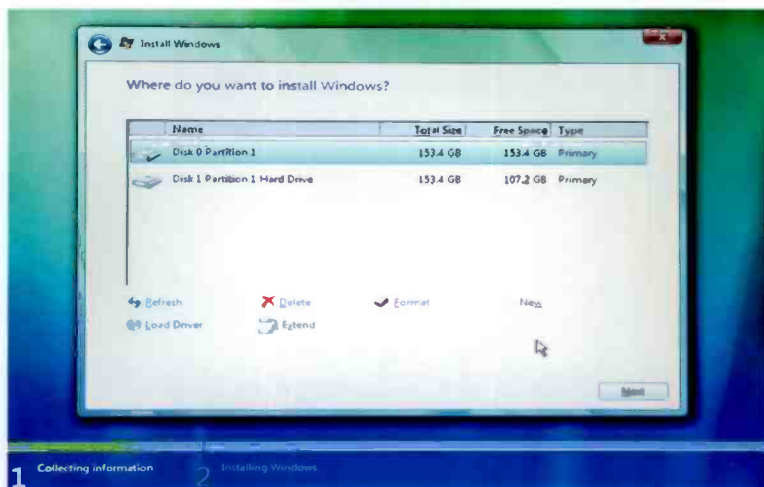 Install Windows
Where do you want to install Windows?
Name Total Size Free Space Type
Disk 0 Partition 1 153.4 GB 153.4 GB Primary
Disk 1 Partition 1 Hard Drive 153.4 GB 107.2 GB Primary
Refresh Delete Format New
Load Driver Extend
Next
1 Collecting information 2 Installing Windows